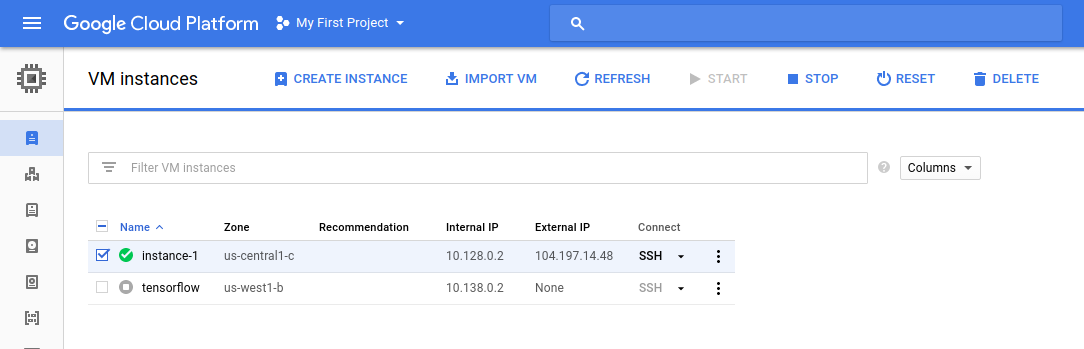 Google Cloud Platform My First Project
VM instances CREATE INSTANCE IMPORT VM REFRESH START STOP RESET DELETE
Filter VM instances Columns
Name Zone Recommendation Internal IP External IP Connect
instance-1 us-central1-c 10.128.0.2 104.197.14.48 SSH
tensorflow us-west1-b 10.138.0.2 None SSH